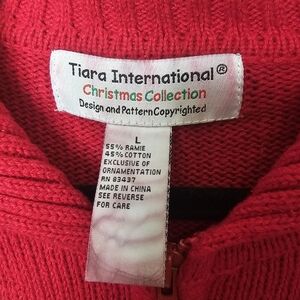 Tiara International®
Christmas Collection
Design and Pattern Copyrighted
L
55% RAMIE
45% COTTON
EXCLUSIVE OF
ORNAMENTATION
RN 83437
MADE IN CHINA
SEE REVERSE
FOR CARE